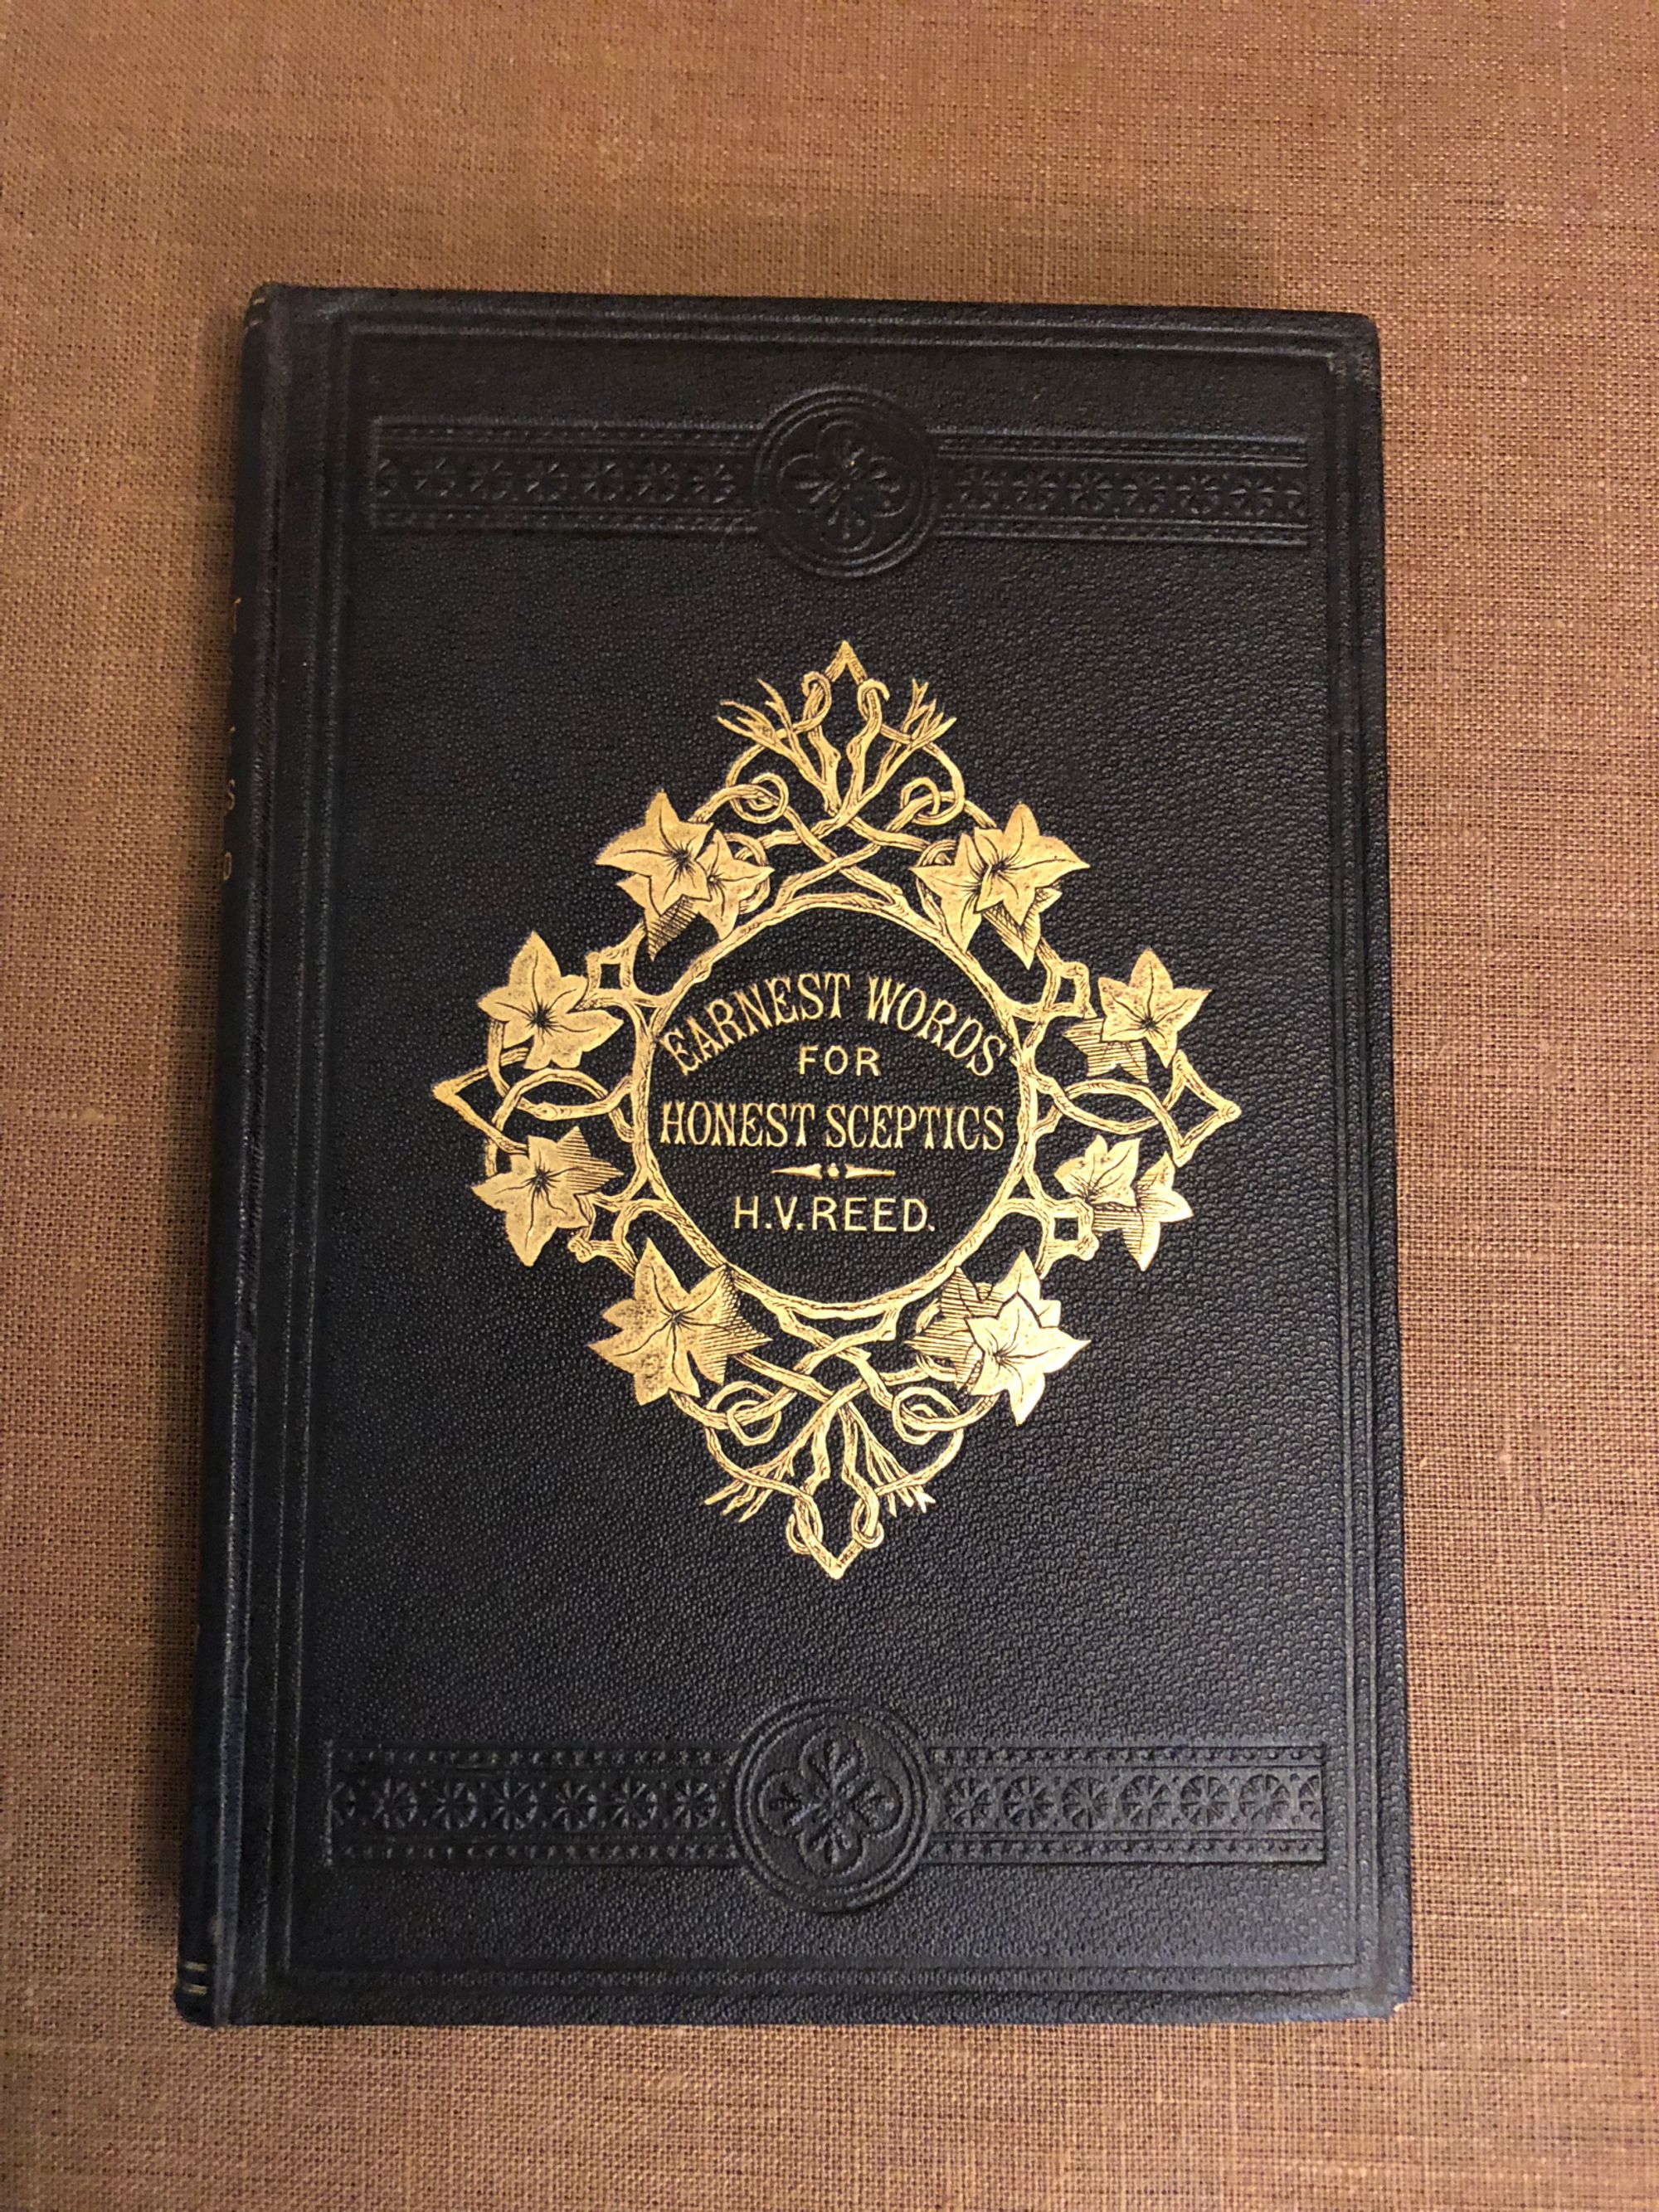 EARNEST WORDS
FOR
HONEST SCEPTICS
H.V. REED.